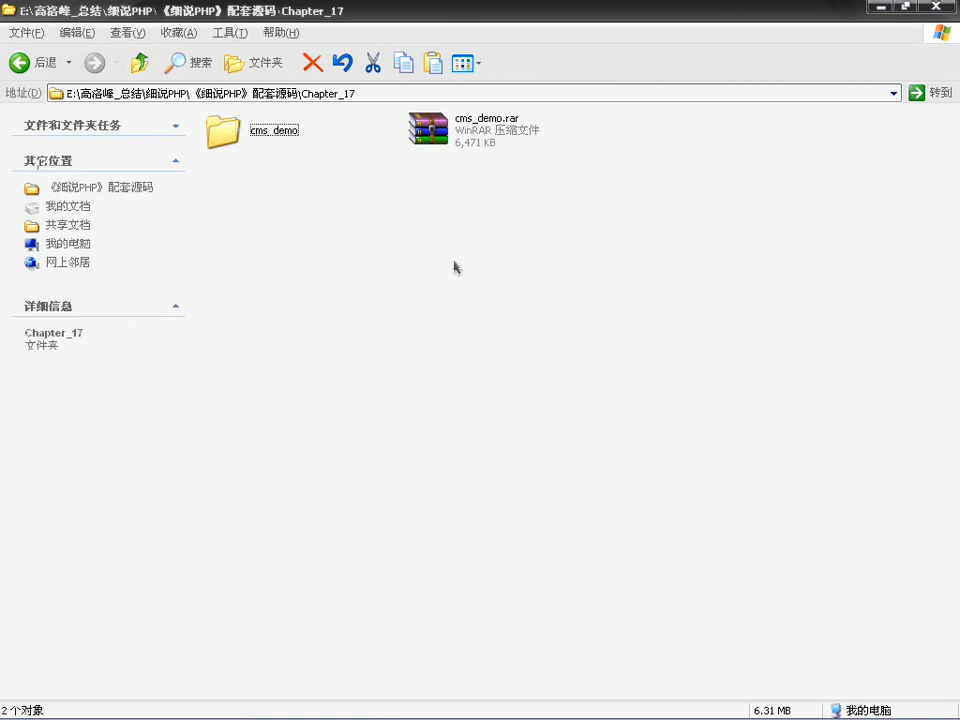 E:\高洛峰_总结\细说PHP\《细说PHP》配套源码\Chapter_17
文件(F) 编辑(E) 查看(V) 收藏(A) 工具(T) 帮助(H)
后退 搜索 文件夹
地址(D) E:\高洛峰_总结\细说PHP\《细说PHP》配套源码\Chapter_17 转到
文件和文件夹任务
其它位置
《细说PHP》配套源码
我的文档
共享文档
我的电脑
网上邻居
详细信息
Chapter_17
文件夹
cms_demo
cms_demo.rar
WinRAR 压缩文件
6,471 KB
2 个对象 6.31 MB 我的电脑